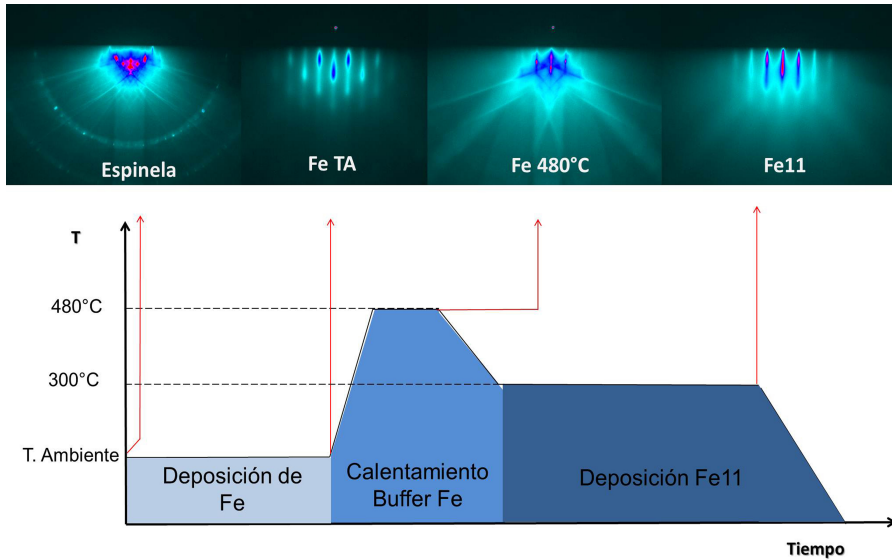 Espinela
Fe TA
Fe 480°C
Fe11
T
480°C
300°C
T. Ambiente
Deposición de
Fe
Calentamiento
Buffer Fe
Deposición Fe11
Tiempo